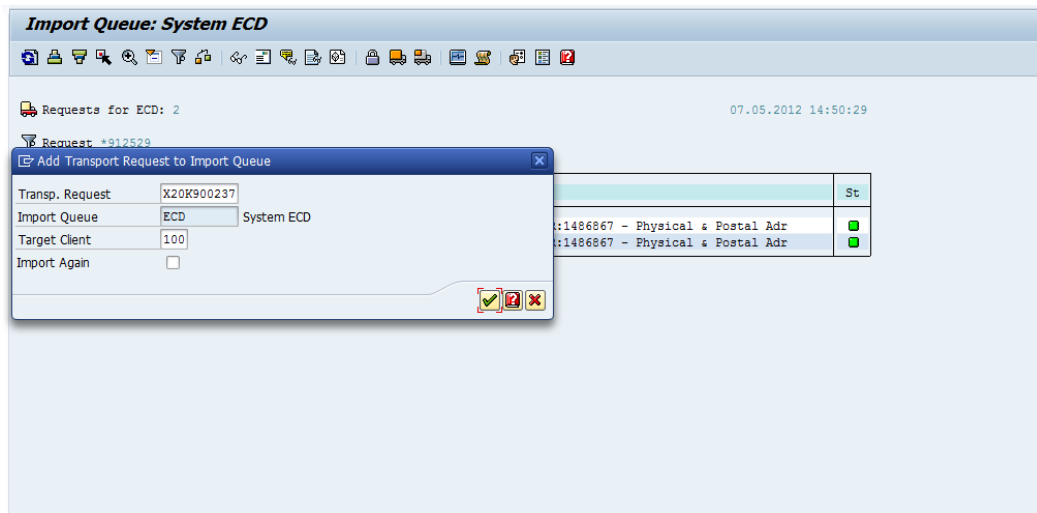 Import Queue: System ECD
Requests for ECD: 2 07.05.2012 14:50:29
Request *912529
Add Transport Request to Import Queue
St
Transp. Request X20K900237
Import Queue ECD System ECD
:1486867 - Physical & Postal Adr
Target Client 100
:1486867 - Physical & Postal Adr
Import Again